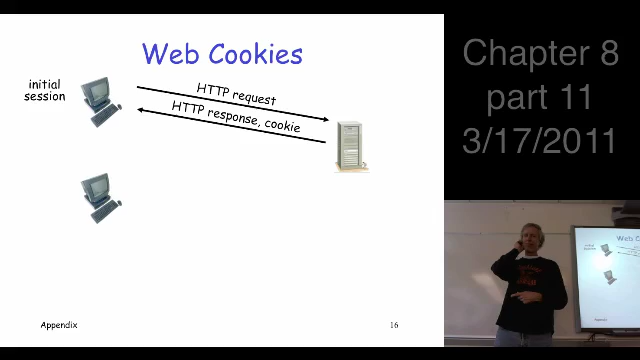 Web Cookies
initial
session
HTTP request
HTTP response, cookie
Appendix
16
Chapter 8
part 11
3/17/2011